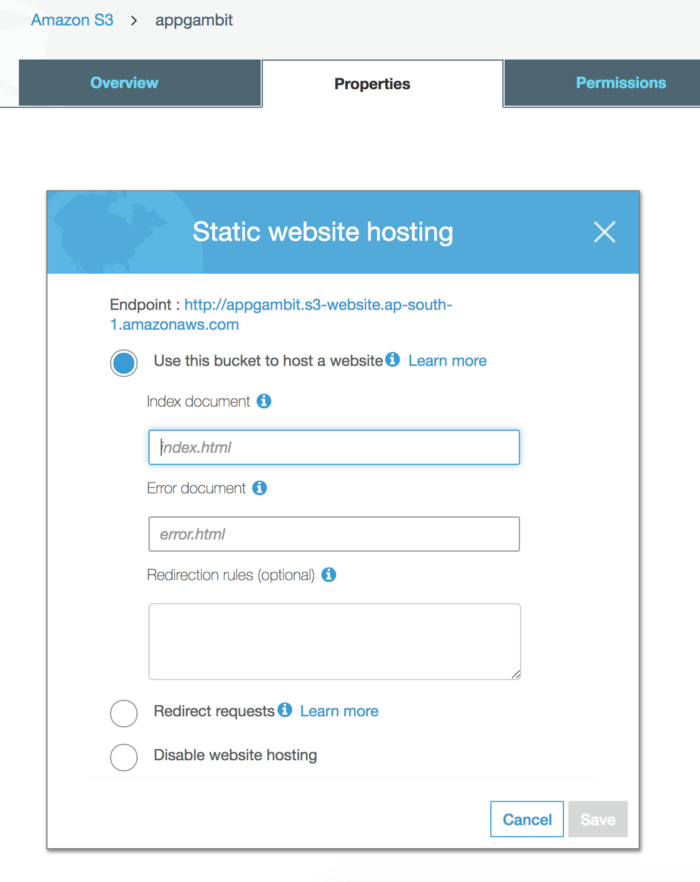 Amazon S3 > appgambit
Overview
Properties
Permissions
Static website hosting
Endpoint : http://appgambit.s3-website.ap-south-
1.amazonaws.com
Use this bucket to host a website Learn more
Index document
index.html
Error document
error.html
Redirection rules (optional)
Redirect requests Learn more
Disable website hosting
Cancel Save